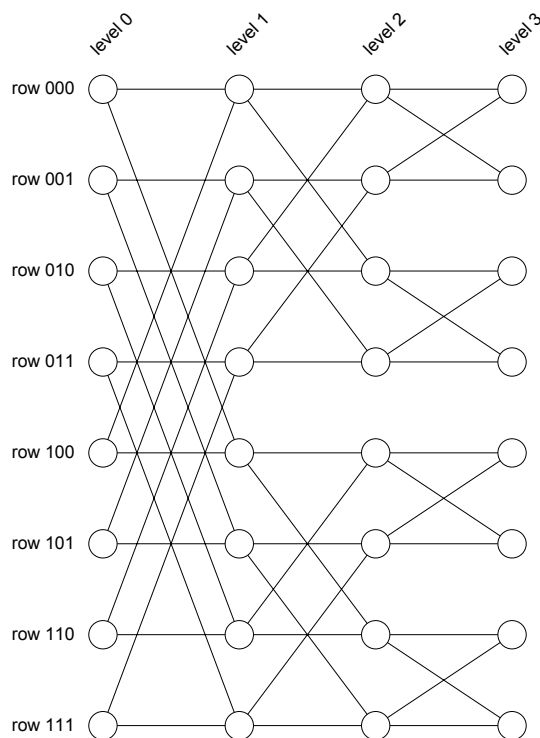 level 0
level 1
level 2
level 3
row 000
row 001
row 010
row 011
row 100
row 101
row 110
row 111